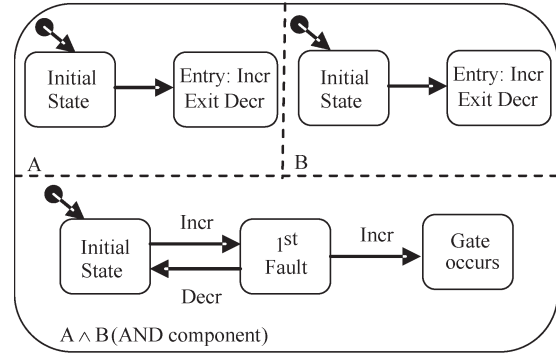 Initial
State
Entry: Incr
Exit Decr
A
Initial
State
Entry: Incr
Exit Decr
B
Initial
State
Incr
Decr
1st
Fault
Incr
Gate
occurs
A ∧ B (AND component)